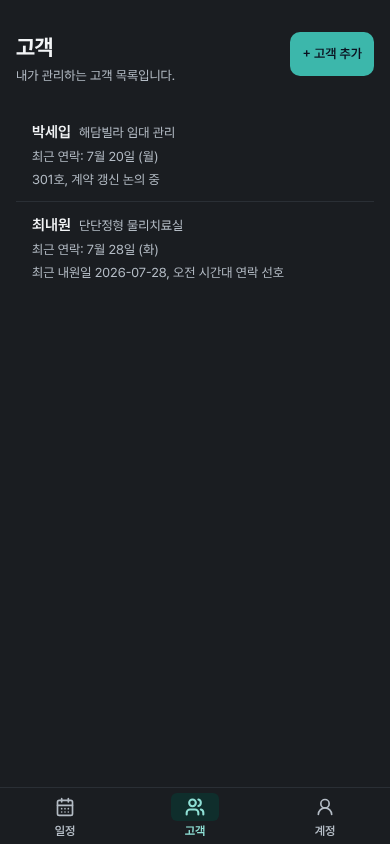 고객
+ 고객 추가
내가 관리하는 고객 목록입니다.
박세입 해담빌라 임대 관리
최근 연락: 7월 20일 (월)
301호, 계약 갱신 논의 중
최내원 단단정형 물리치료실
최근 연락: 7월 28일 (화)
최근 내원일 2026-07-28, 오전 시간대 연락 선호
일정
고객
계정